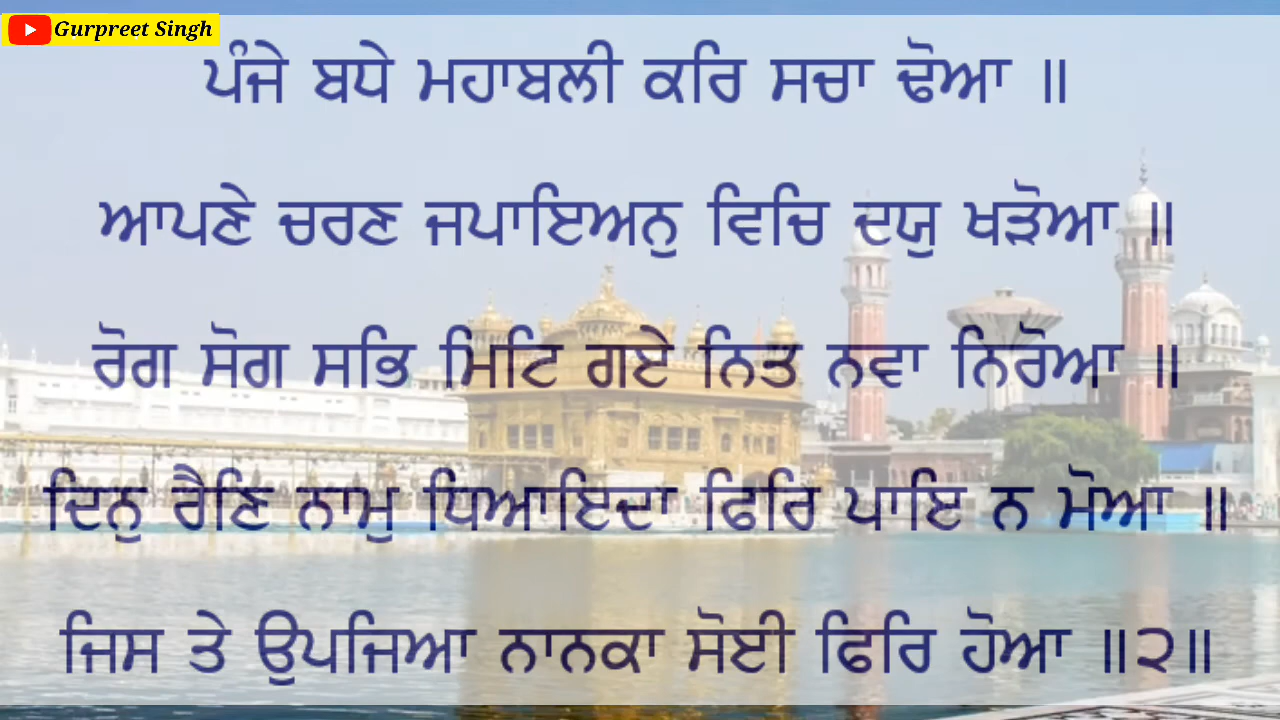 Gurpreet Singh
ਪੰਜੇ ਬਧੇ ਮਹਾਬਲੀ ਕਰਿ ਸਚਾ ਢੋਆ ॥
ਆਪਣੇ ਚਰਣ ਜਪਾਇਅਨੁ ਵਿਚਿ ਦਯੁ ਖੜੋਆ ॥
ਰੋਗ ਸੋਗ ਸਭਿ ਮਿਟਿ ਗਏ ਨਿਤ ਨਵਾ ਨਿਰੋਆ ॥
ਦਿਨੁ ਰੈਣਿ ਨਾਮੁ ਧਿਆਇਦਾ ਫਿਰਿ ਪਾਇ ਨ ਮੋਆ ॥
ਜਿਸ ਤੇ ਉਪਜਿਆ ਨਾਨਕਾ ਸੋਈ ਫਿਰਿ ਹੋਆ ॥੨॥